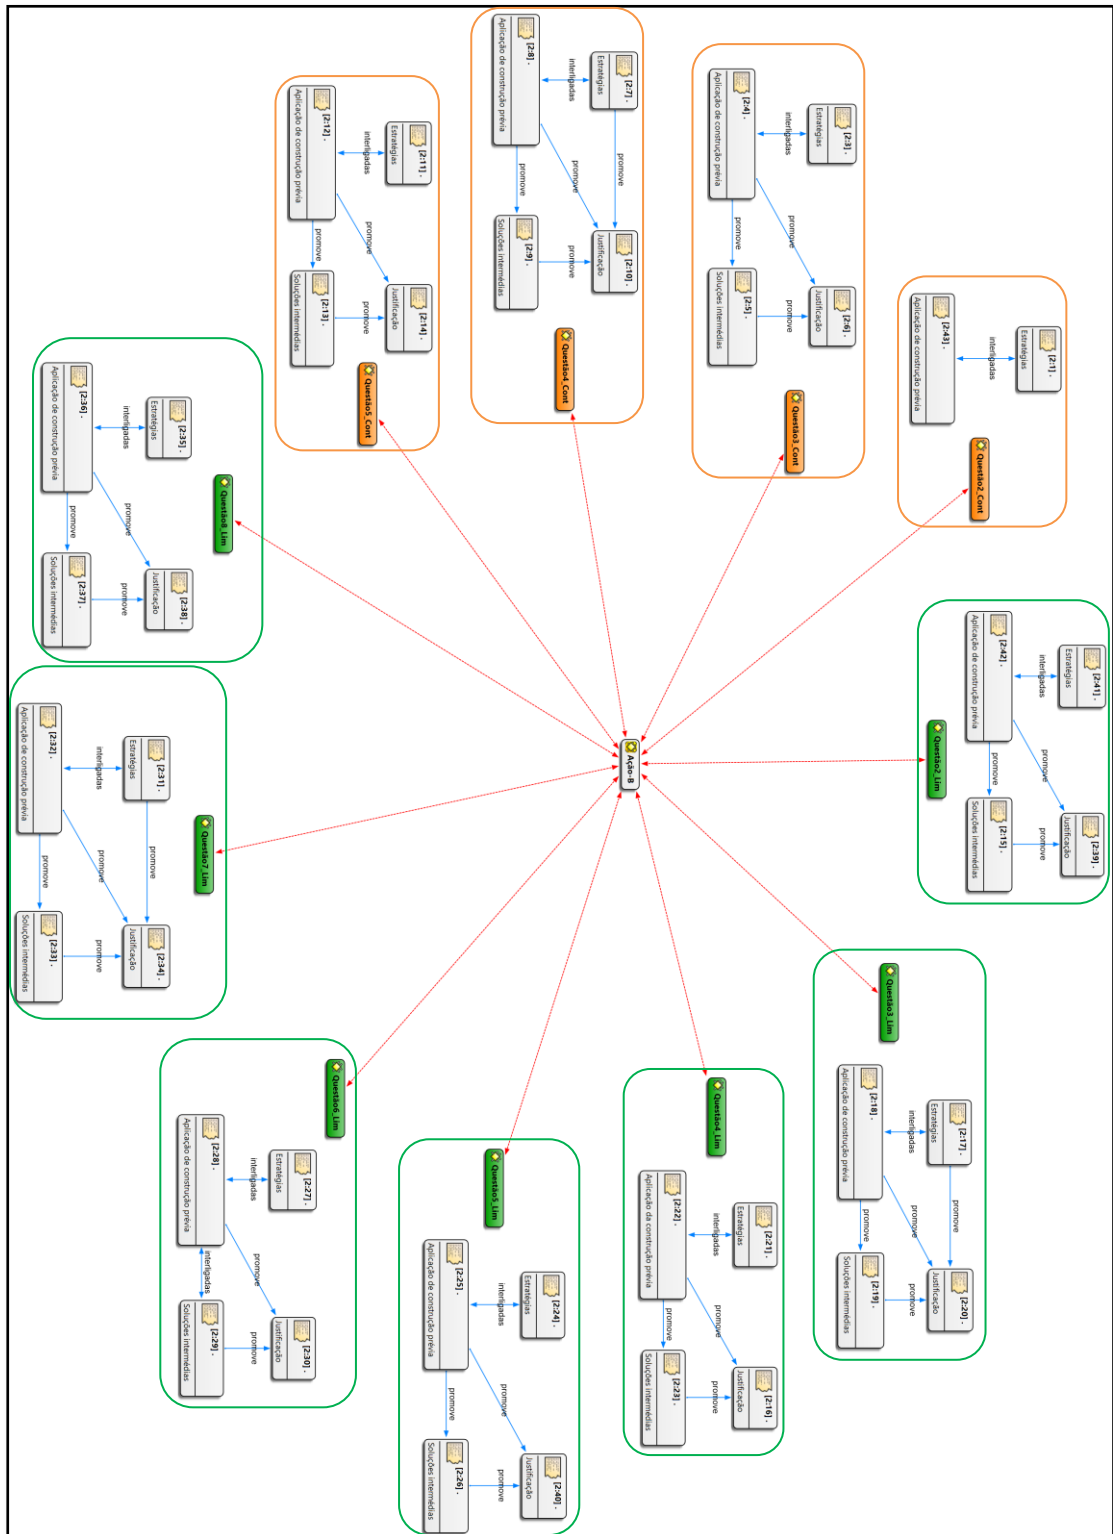 [2:12] .
Aplicação de construção prévia
[2:11] .
Estratégias
interligadas
promove
promove
[2:13] .
Soluções intermédias
promove
[2:14] .
Justificação
Questão5_Cont
[2:8] .
Aplicação de construção prévia
[2:7] .
Estratégias
interligadas
promove
promove
promove
[2:9] .
Soluções intermédias
promove
[2:10] .
Justificação
Questão4_Cont
[2:4] .
Aplicação de construção prévia
[2:3] .
Estratégias
interligadas
promove
promove
[2:5] .
Soluções intermédias
promove
[2:6] .
Justificação
Questão3_Cont
[2:43] .
Aplicação de construção prévia
[2:1] .
Estratégias
interligadas
Questão2_Cont
[2:36] .
Aplicação de construção prévia
[2:35] .
Estratégias
interligadas
promove
promove
[2:37] .
Soluções intermédias
promove
[2:38] .
Justificação
Questão8_Lim
Ação-B
[2:42] .
Aplicação de construção prévia
[2:41] .
Estratégias
interligadas
promove
promove
[2:15] .
Soluções intermédias
promove
[2:39] .
Justificação
Questão2_Lim
[2:32] .
Aplicação de construção prévia
[2:31] .
Estratégias
interligadas
promove
promove
promove
[2:33] .
Soluções intermédias
promove
[2:34] .
Justificação
Questão7_Lim
[2:18] .
Aplicação de construção prévia
[2:17] .
Estratégias
interligadas
promove
promove
promove
[2:19] .
Soluções intermédias
promove
[2:20] .
Justificação
Questão3_Lim
[2:28] .
Aplicação de construção prévia
[2:27] .
Estratégias
interligadas
promove
interligadas
[2:29] .
Soluções intermédias
promove
[2:30] .
Justificação
Questão6_Lim
[2:25] .
Aplicação de construção prévia
[2:24] .
Estratégias
interligadas
promove
promove
[2:26] .
Soluções intermédias
promove
[2:40] .
Justificação
Questão5_Lim
[2:22] .
Aplicação da construção prévia
[2:21] .
Estratégias
interligadas
promove
promove
[2:23] .
Soluções intermédias
promove
[2:16] .
Justificação
Questão4_Lim